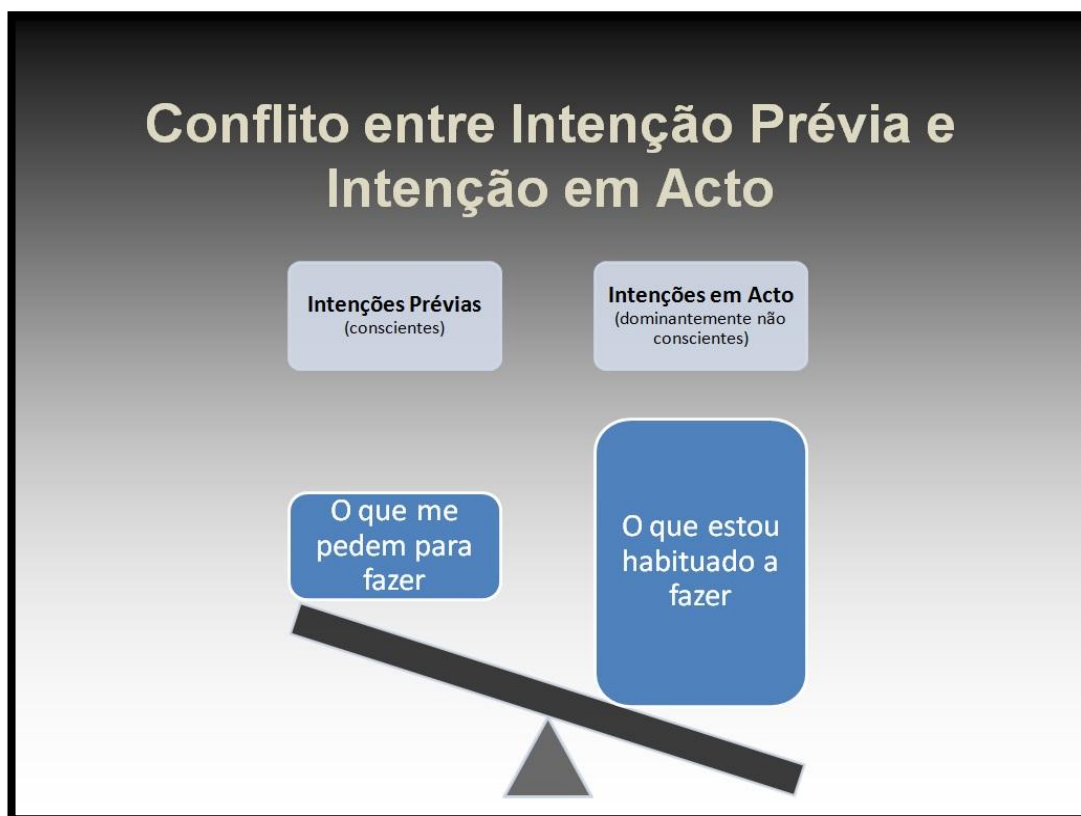 Conflito entre Intenção Prévia e
Intenção em Acto
Intenções Prévias
(conscientes)
Intenções em Acto
(dominantemente não
conscientes)
O que me
pedem para
fazer
O que estou
habituado a
fazer